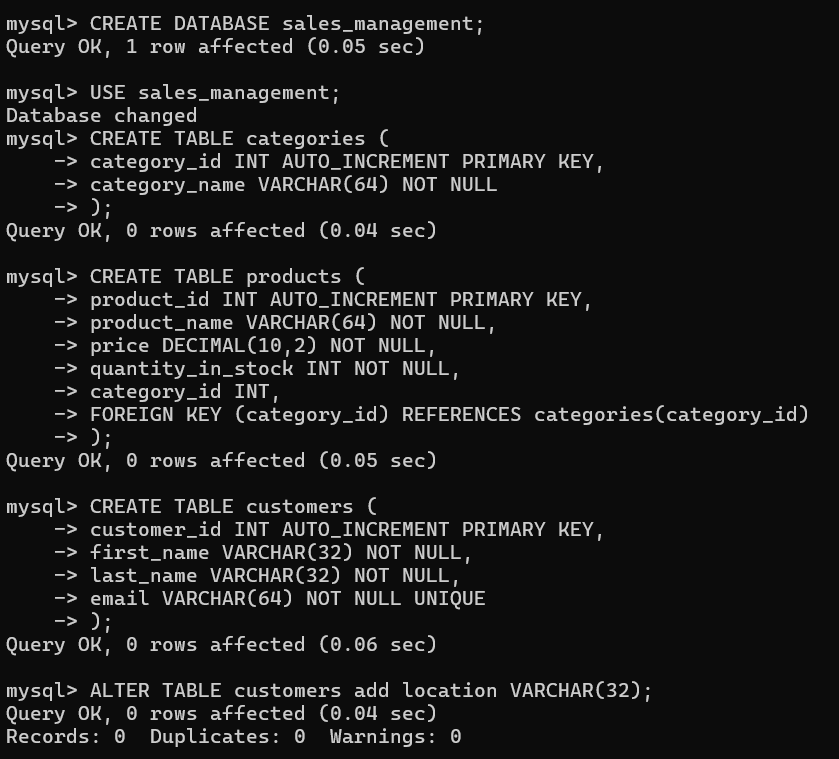 mysql> CREATE DATABASE sales_management;
Query OK, 1 row affected (0.05 sec)
mysql> USE sales_management;
Database changed
mysql> CREATE TABLE categories (
    -> category_id INT AUTO_INCREMENT PRIMARY KEY,
    -> category_name VARCHAR(64) NOT NULL
    -> );
Query OK, 0 rows affected (0.04 sec)
mysql> CREATE TABLE products (
    -> product_id INT AUTO_INCREMENT PRIMARY KEY,
    -> product_name VARCHAR(64) NOT NULL,
    -> price DECIMAL(10,2) NOT NULL,
    -> quantity_in_stock INT NOT NULL,
    -> category_id INT,
    -> FOREIGN KEY (category_id) REFERENCES categories(category_id)
    -> );
Query OK, 0 rows affected (0.05 sec)
mysql> CREATE TABLE customers (
    -> customer_id INT AUTO_INCREMENT PRIMARY KEY,
    -> first_name VARCHAR(32) NOT NULL,
    -> last_name VARCHAR(32) NOT NULL,
    -> email VARCHAR(64) NOT NULL UNIQUE
    -> );
Query OK, 0 rows affected (0.06 sec)
mysql> ALTER TABLE customers add location VARCHAR(32);
Query OK, 0 rows affected (0.04 sec)
Records: 0  Duplicates: 0  Warnings: 0